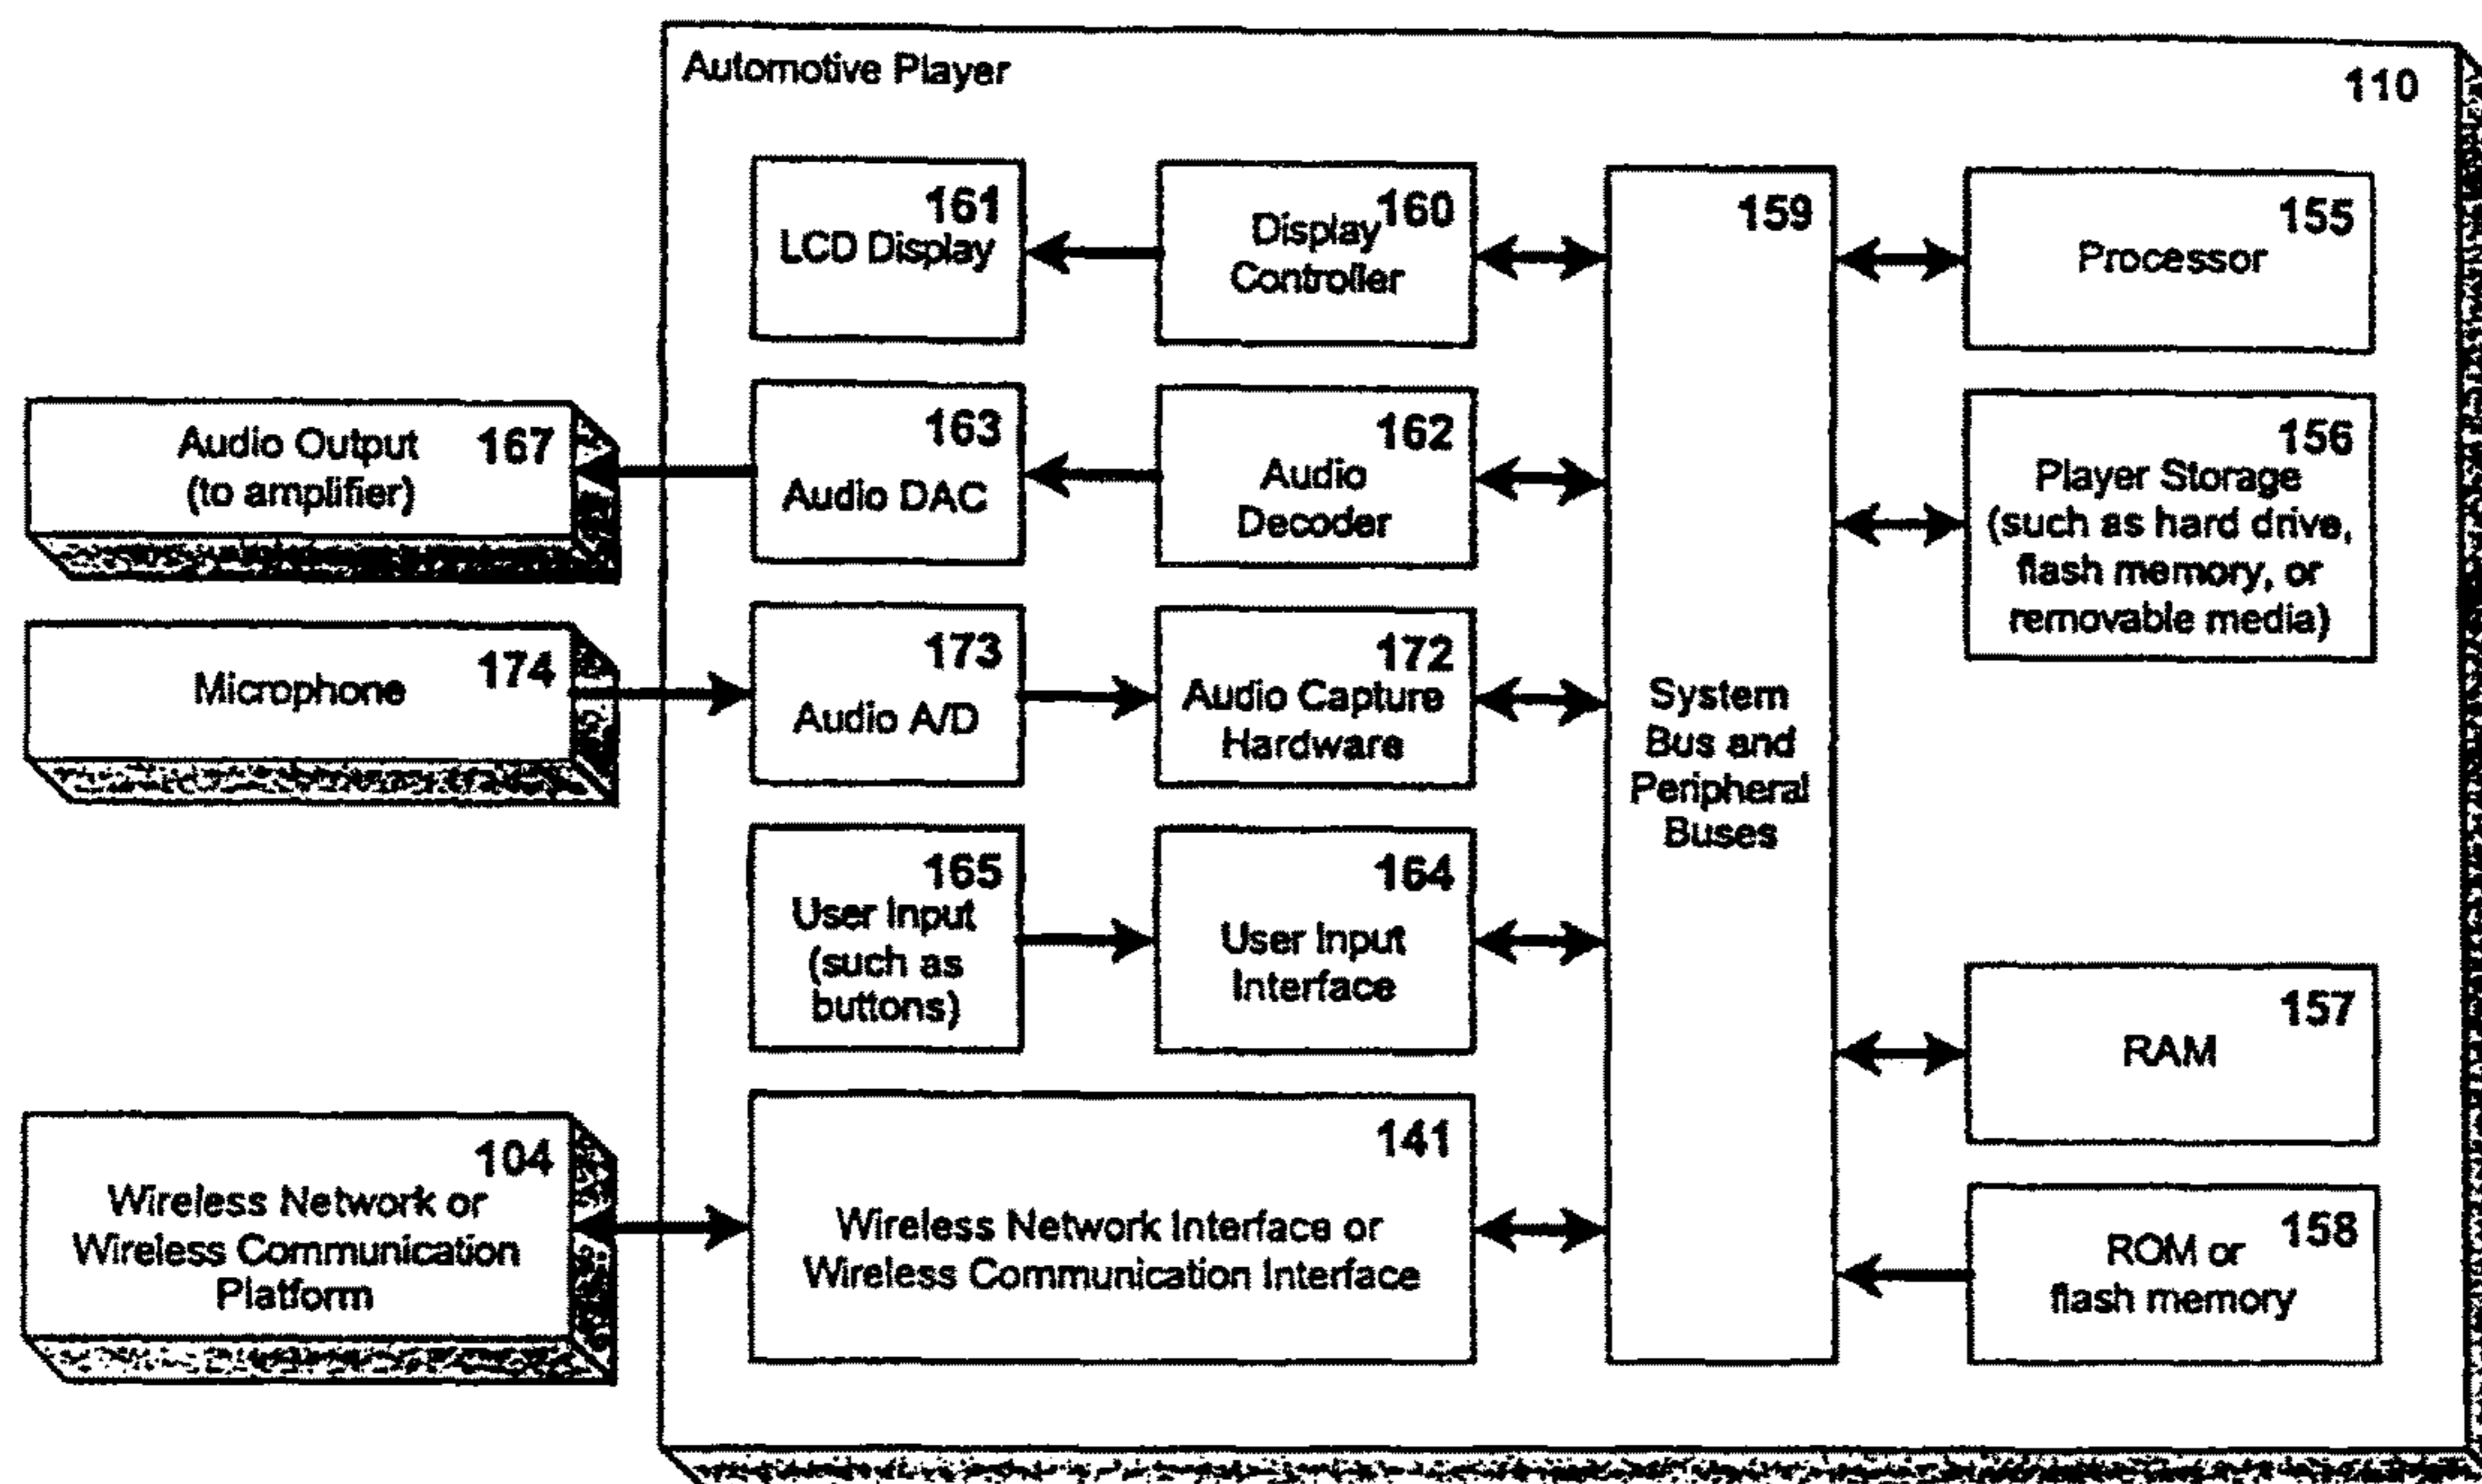 Automotive Player
110
161
LCD Display
160
Display
Controller
159
System
Bus and
Peripheral
Buses
155
Processor
167
Audio Output
(to amplifier)
163
Audio DAC
162
Audio
Decoder
156
Player Storage
(such as hard drive,
flash memory, or
removable media)
174
Microphone
173
Audio A/D
172
Audio Capture
Hardware
165
User Input
(such as
buttons)
164
User Input
Interface
157
RAM
104
Wireless Network or
Wireless Communication
Platform
141
Wireless Network Interface or
Wireless Communication Interface
158
ROM or
flash memory